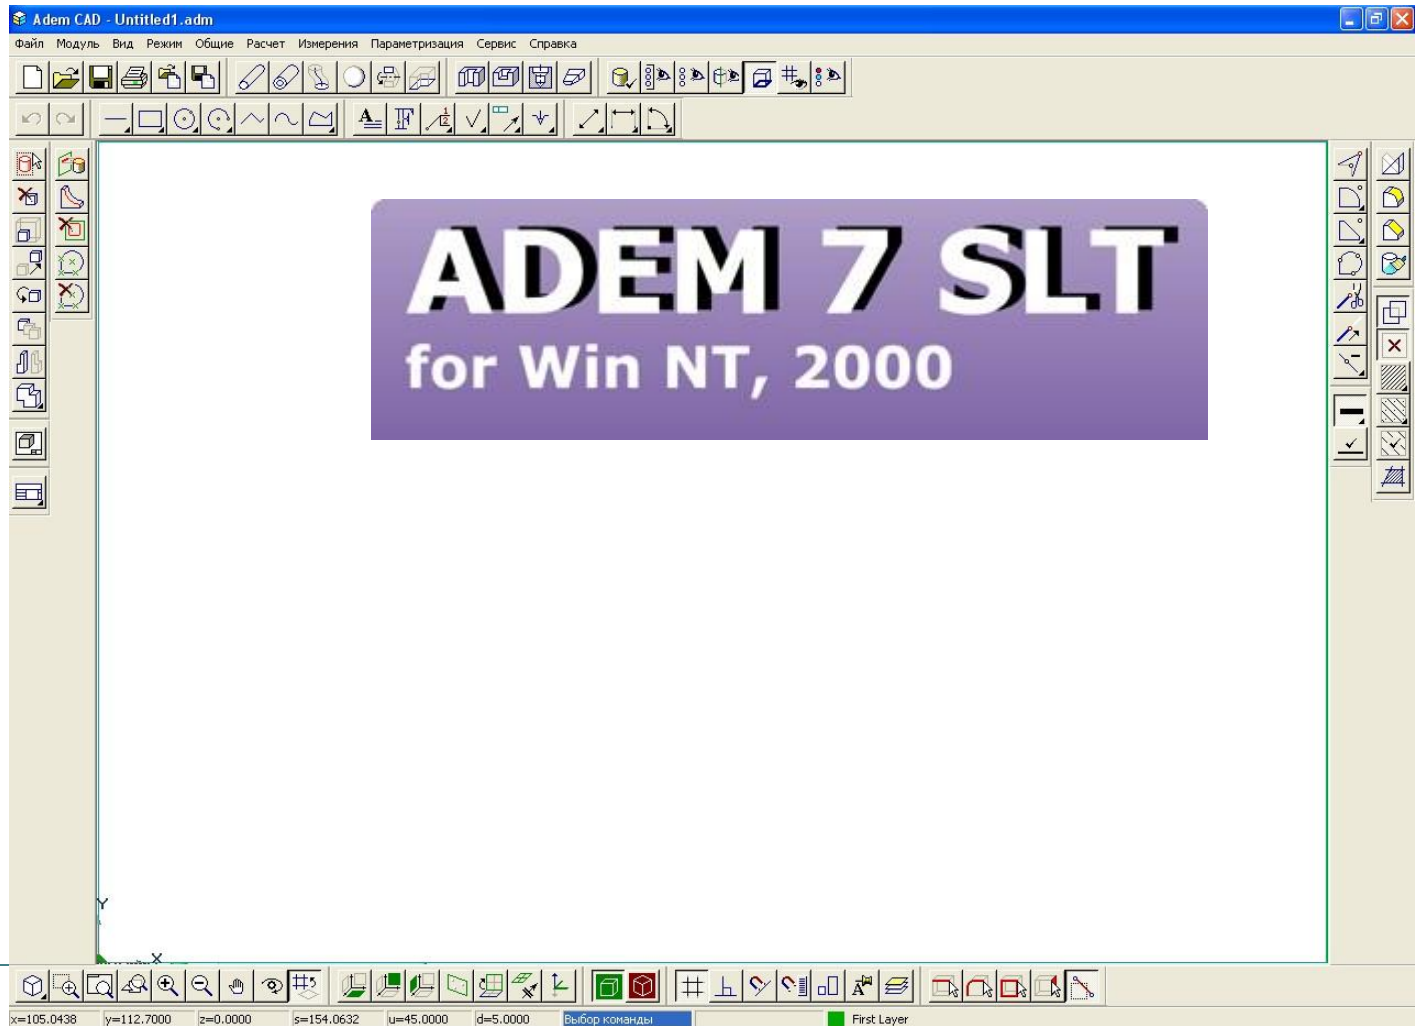 Adem CAD - Untitled1.adm
Файл Модуль Вид Режим Общие Расчет Измерения Параметризация Сервис Справка
ADEM 7 SLT
for Win NT, 2000
Y
X
x=105.0438 y=112.7000 z=0.0000 s=154.0632 u=45.0000 d=5.0000 Выбор команды First Layer